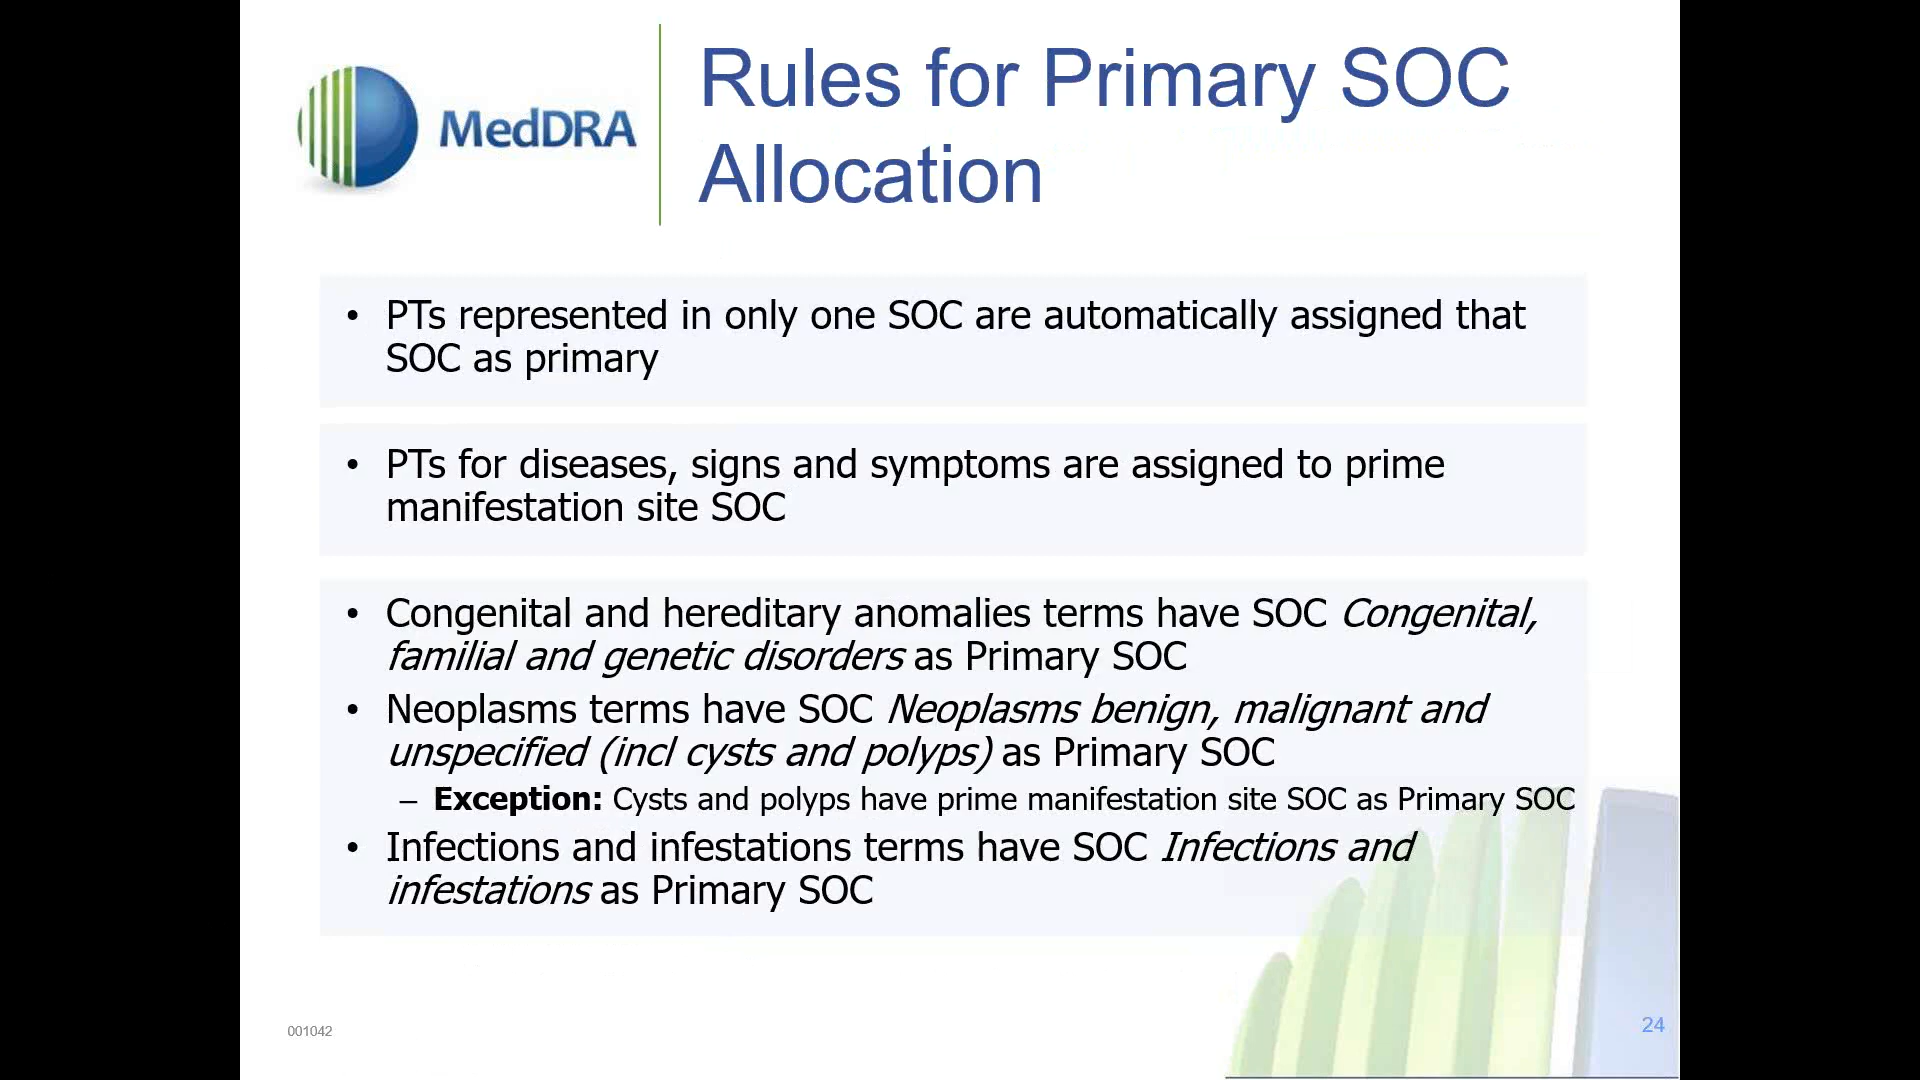 MedDRA
Rules for Primary SOC
Allocation
• PTs represented in only one SOC are automatically assigned that
SOC as primary
• PTs for diseases, signs and symptoms are assigned to prime
manifestation site SOC
• Congenital and hereditary anomalies terms have SOC Congenital,
familial and genetic disorders as Primary SOC
• Neoplasms terms have SOC Neoplasms benign, malignant and
unspecified (incl cysts and polyps) as Primary SOC
– Exception: Cysts and polyps have prime manifestation site SOC as Primary SOC
• Infections and infestations terms have SOC Infections and
infestations as Primary SOC
001042
24